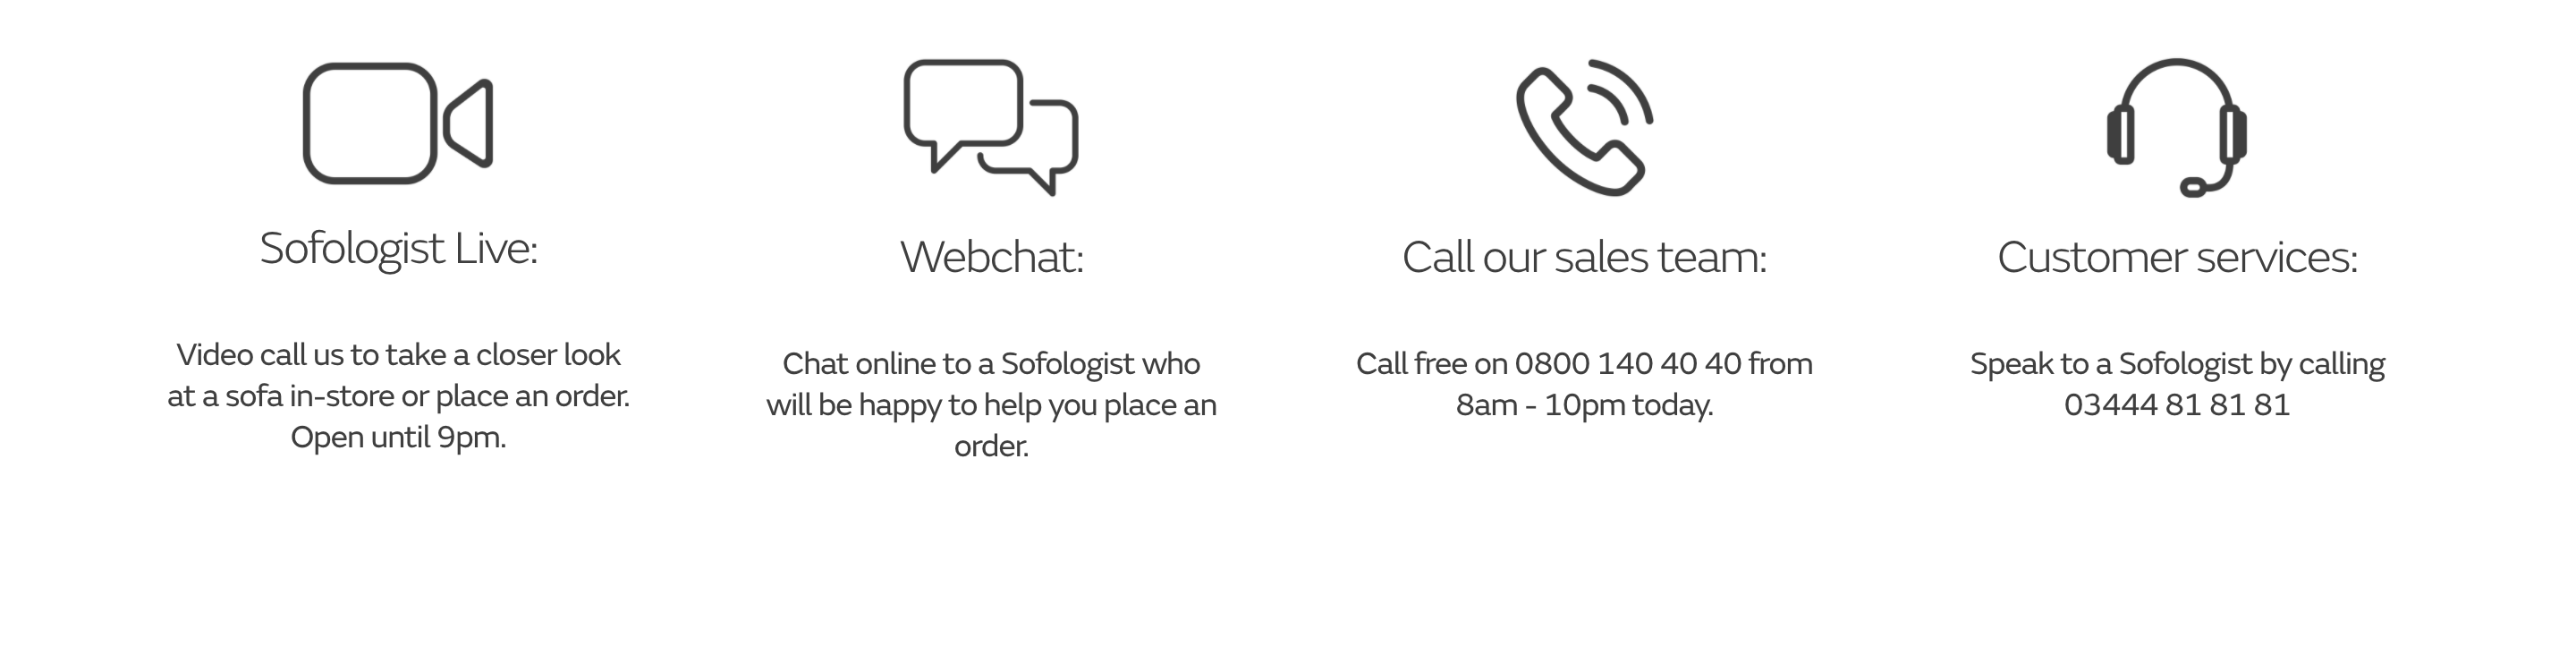 Sofologist Live:
Video call us to take a closer look
at a sofa in-store or place an order.
Open until 9pm.
Webchat:
Chat online to a Sofologist who
will be happy to help you place an
order.
Call our sales team:
Call free on 0800 140 40 40 from
8am - 10pm today.
Customer services:
Speak to a Sofologist by calling
03444 81 81 81